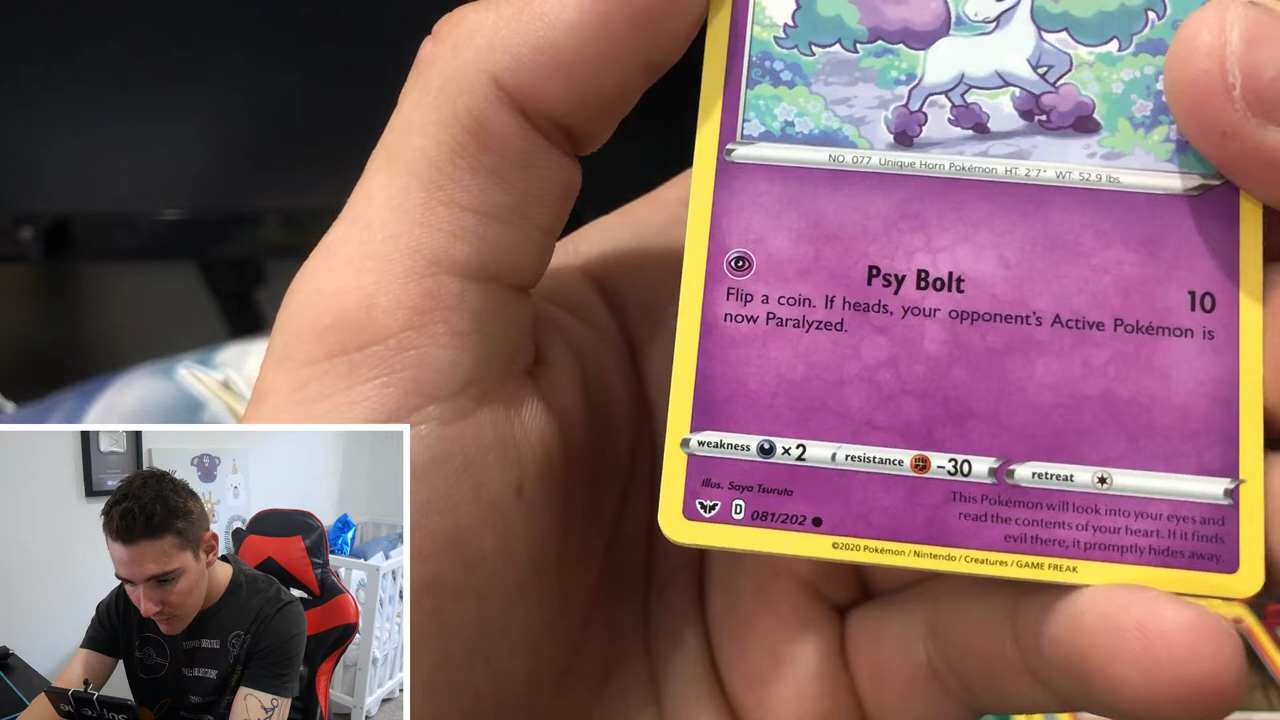 NO. 077 Unique Horn Pokémon HT: 2'7" WT: 52.9 lbs.
Psy Bolt
10
Flip a coin. If heads, your opponent's Active Pokémon is
now Paralyzed.
weakness ×2 resistance -30 retreat
Illus. Saya Tsuruta
D 081/202
This Pokémon will look into your eyes and
read the contents of your heart. If it finds
evil there, it promptly hides away.
©2020 Pokémon / Nintendo / Creatures / GAME FREAK